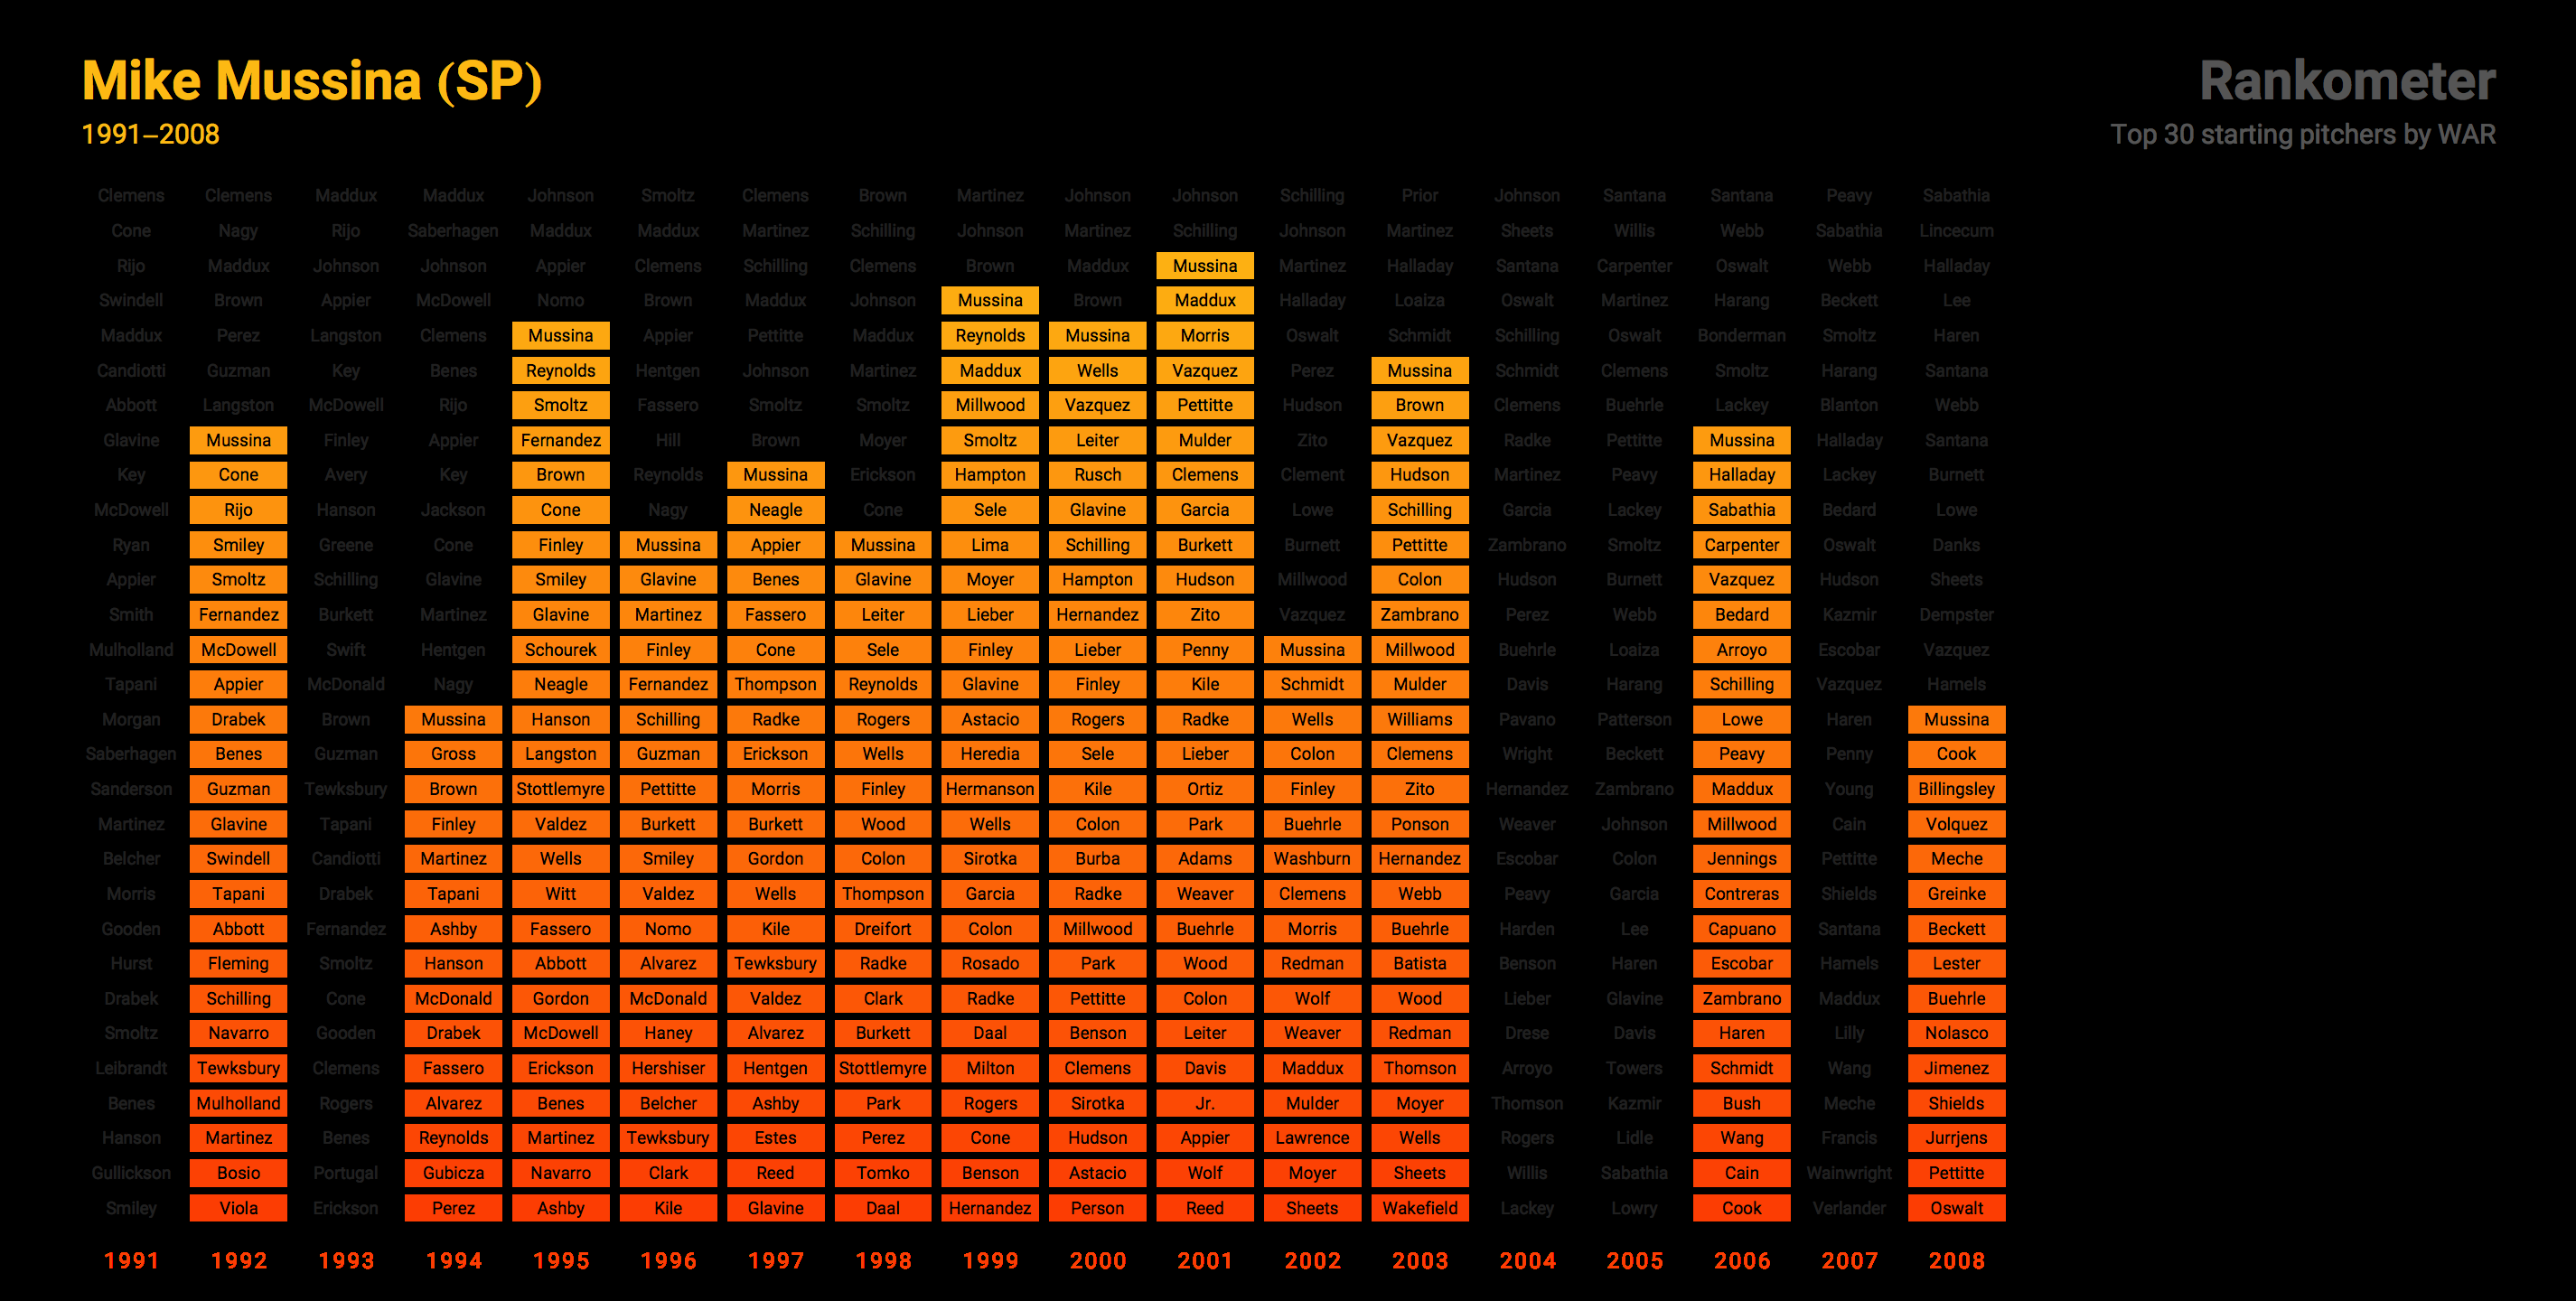 Mike Mussina (SP)
Rankometer
1991–2008
Top 30 starting pitchers by WAR
Clemens Clemens Maddux Maddux Johnson Smoltz Clemens Brown Martinez Johnson Johnson Schilling Prior Johnson Santana Santana Peavy Sabathia
Cone Nagy Rijo Saberhagen Maddux Maddux Martinez Schilling Johnson Martinez Schilling Johnson Martinez Sheets Willis Webb Sabathia Lincecum
Rijo Maddux Johnson Johnson Appier Clemens Schilling Clemens Brown Maddux Mussina Martinez Halladay Santana Carpenter Oswalt Webb Halladay
Swindell Brown Appier McDowell Nomo Brown Maddux Johnson Mussina Brown Maddux Halladay Loaiza Oswalt Martinez Harang Beckett Lee
Maddux Perez Langston Clemens Mussina Appier Pettitte Maddux Reynolds Mussina Morris Oswalt Schmidt Schilling Oswalt Bonderman Smoltz Haren
Candiotti Guzman Key Benes Reynolds Hentgen Johnson Martinez Maddux Wells Vazquez Perez Mussina Schmidt Clemens Smoltz Harang Santana
Abbott Langston McDowell Rijo Smoltz Fassero Smoltz Smoltz Millwood Vazquez Pettitte Hudson Brown Clemens Buehrle Lackey Blanton Webb
Glavine Mussina Finley Appier Fernandez Hill Brown Moyer Smoltz Leiter Mulder Zito Vazquez Radke Pettitte Mussina Halladay Santana
Key Cone Avery Key Brown Reynolds Mussina Erickson Hampton Rusch Clemens Clement Hudson Martinez Peavy Halladay Lackey Burnett
McDowell Rijo Hanson Jackson Cone Nagy Neagle Cone Sele Glavine Garcia Lowe Schilling Garcia Lackey Sabathia Bedard Lowe
Ryan Smiley Greene Cone Finley Mussina Appier Mussina Lima Schilling Burkett Burnett Pettitte Zambrano Smoltz Carpenter Oswalt Danks
Appier Smoltz Schilling Glavine Smiley Glavine Benes Glavine Moyer Hampton Hudson Millwood Colon Hudson Burnett Vazquez Hudson Sheets
Smith Fernandez Burkett Martinez Glavine Martinez Fassero Leiter Lieber Hernandez Zito Vazquez Zambrano Perez Webb Bedard Kazmir Dempster
Mulholland McDowell Swift Hentgen Schourek Finley Cone Sele Finley Lieber Penny Mussina Millwood Buehrle Loaiza Arroyo Escobar Vazquez
Tapani Appier McDonald Nagy Neagle Fernandez Thompson Reynolds Glavine Finley Kile Schmidt Mulder Davis Harang Schilling Vazquez Hamels
Morgan Drabek Brown Mussina Hanson Schilling Radke Rogers Astacio Rogers Radke Wells Williams Pavano Patterson Lowe Haren Mussina
Saberhagen Benes Guzman Gross Langston Guzman Erickson Wells Heredia Sele Lieber Colon Clemens Wright Beckett Peavy Penny Cook
Sanderson Guzman Tewksbury Brown Stottlemyre Pettitte Morris Finley Hermanson Kile Ortiz Finley Zito Hernandez Zambrano Maddux Young Billingsley
Martinez Glavine Tapani Finley Valdez Burkett Burkett Wood Wells Colon Park Buehrle Ponson Weaver Johnson Millwood Cain Volquez
Belcher Swindell Candiotti Martinez Wells Smiley Gordon Colon Sirotka Burba Adams Washburn Hernandez Escobar Colon Jennings Pettitte Meche
Morris Tapani Drabek Tapani Witt Valdez Wells Thompson Garcia Radke Weaver Clemens Webb Peavy Garcia Contreras Shields Greinke
Gooden Abbott Fernandez Ashby Fassero Nomo Kile Dreifort Colon Millwood Buehrle Morris Buehrle Harden Lee Capuano Santana Beckett
Hurst Fleming Smoltz Hanson Abbott Alvarez Tewksbury Radke Rosado Park Wood Redman Batista Benson Haren Escobar Hamels Lester
Drabek Schilling Cone McDonald Gordon McDonald Valdez Clark Radke Pettitte Colon Wolf Wood Lieber Glavine Zambrano Maddux Buehrle
Smoltz Navarro Gooden Drabek McDowell Haney Alvarez Burkett Daal Benson Leiter Weaver Redman Drese Davis Haren Lilly Nolasco
Leibrandt Tewksbury Clemens Fassero Erickson Hershiser Hentgen Stottlemyre Milton Clemens Davis Maddux Thomson Arroyo Towers Schmidt Wang Jimenez
Benes Mulholland Rogers Alvarez Benes Belcher Ashby Park Rogers Sirotka Jr. Mulder Moyer Thomson Kazmir Bush Meche Shields
Hanson Martinez Benes Reynolds Martinez Tewksbury Estes Perez Cone Hudson Appier Lawrence Wells Rogers Lidle Wang Francis Jurrjens
Gullickson Bosio Portugal Gubicza Navarro Clark Reed Tomko Benson Astacio Wolf Moyer Sheets Willis Sabathia Cain Wainwright Pettitte
Smiley Viola Erickson Perez Ashby Kile Glavine Daal Hernandez Person Reed Sheets Wakefield Lackey Lowry Cook Verlander Oswalt
1991 1992 1993 1994 1995 1996 1997 1998 1999 2000 2001 2002 2003 2004 2005 2006 2007 2008